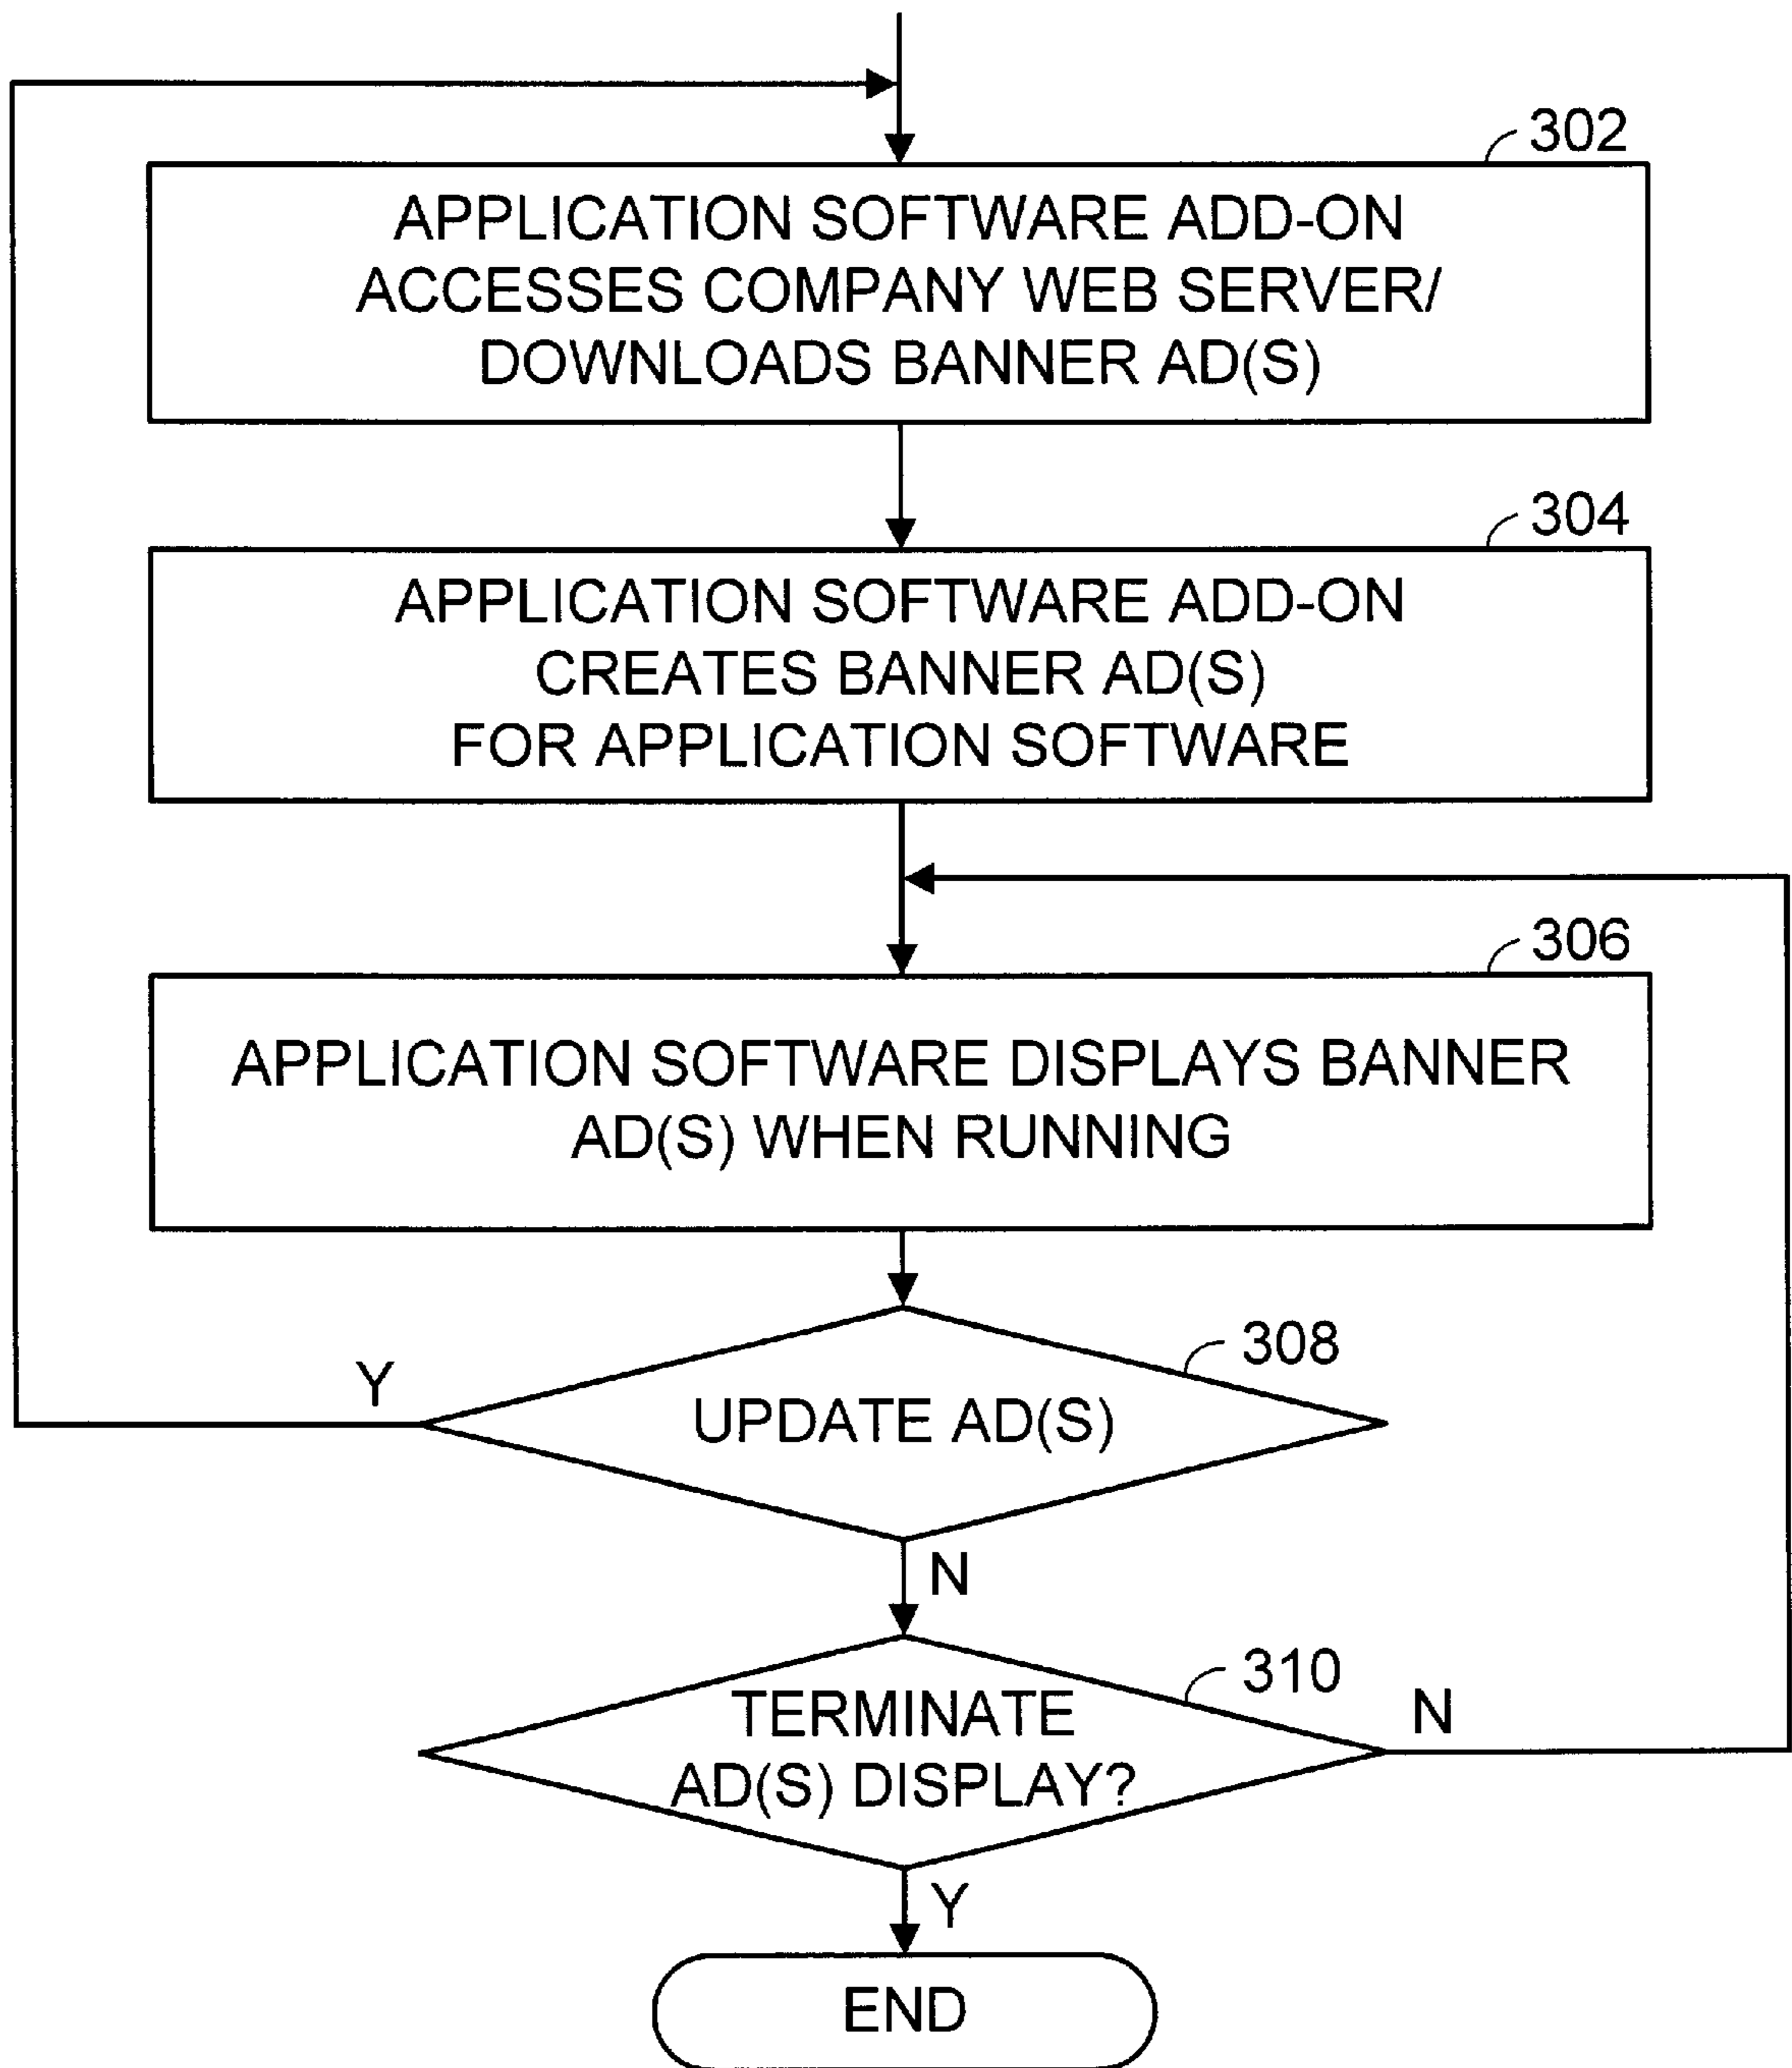 302
APPLICATION SOFTWARE ADD-ON
ACCESSES COMPANY WEB SERVER/
DOWNLOADS BANNER AD(S)
304
APPLICATION SOFTWARE ADD-ON
CREATES BANNER AD(S)
FOR APPLICATION SOFTWARE
306
APPLICATION SOFTWARE DISPLAYS BANNER
AD(S) WHEN RUNNING
308
Y
UPDATE AD(S)
N
310
N
TERMINATE
AD(S) DISPLAY?
Y
END